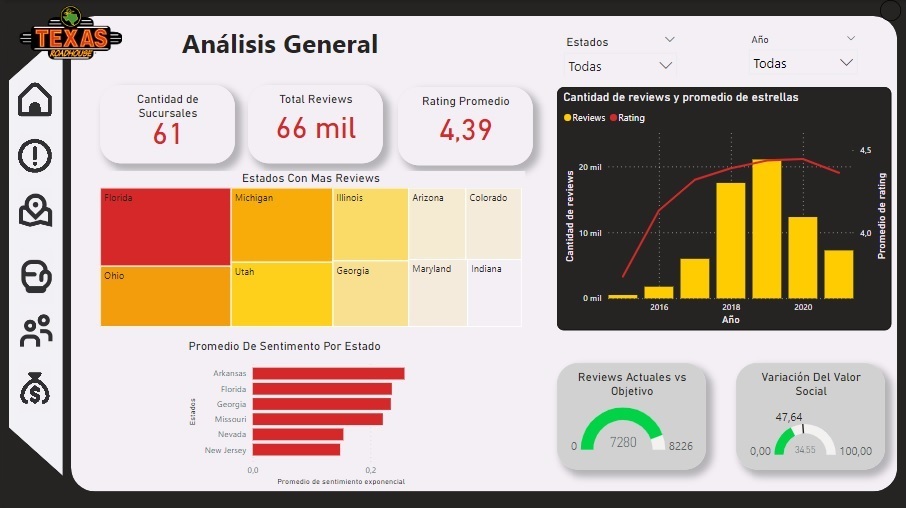 TEXAS
ROADHOUSE
Análisis General
Estados
Todas
Año
Todas
Cantidad de
Sucursales
61
Total Reviews
66 mil
Rating Promedio
4,39
Estados Con Mas Reviews
Florida
Michigan
Illinois
Arizona
Colorado
Ohio
Utah
Georgia
Maryland
Indiana
Cantidad de reviews y promedio de estrellas
Reviews
Rating
Cantidad de reviews
20 mil
10 mil
0 mil
4,5
4,0
Promedio de rating
2016
2018
2020
Año
Promedio De Sentimento Por Estado
Estados
Arkansas
Florida
Georgia
Missouri
Nevada
New Jersey
0,0
0,2
Promedio de sentimiento exponencial
Reviews Actuales vs
Objetivo
0
7280
8226
Variación Del Valor
Social
47,64
0,00
34.55
100,00